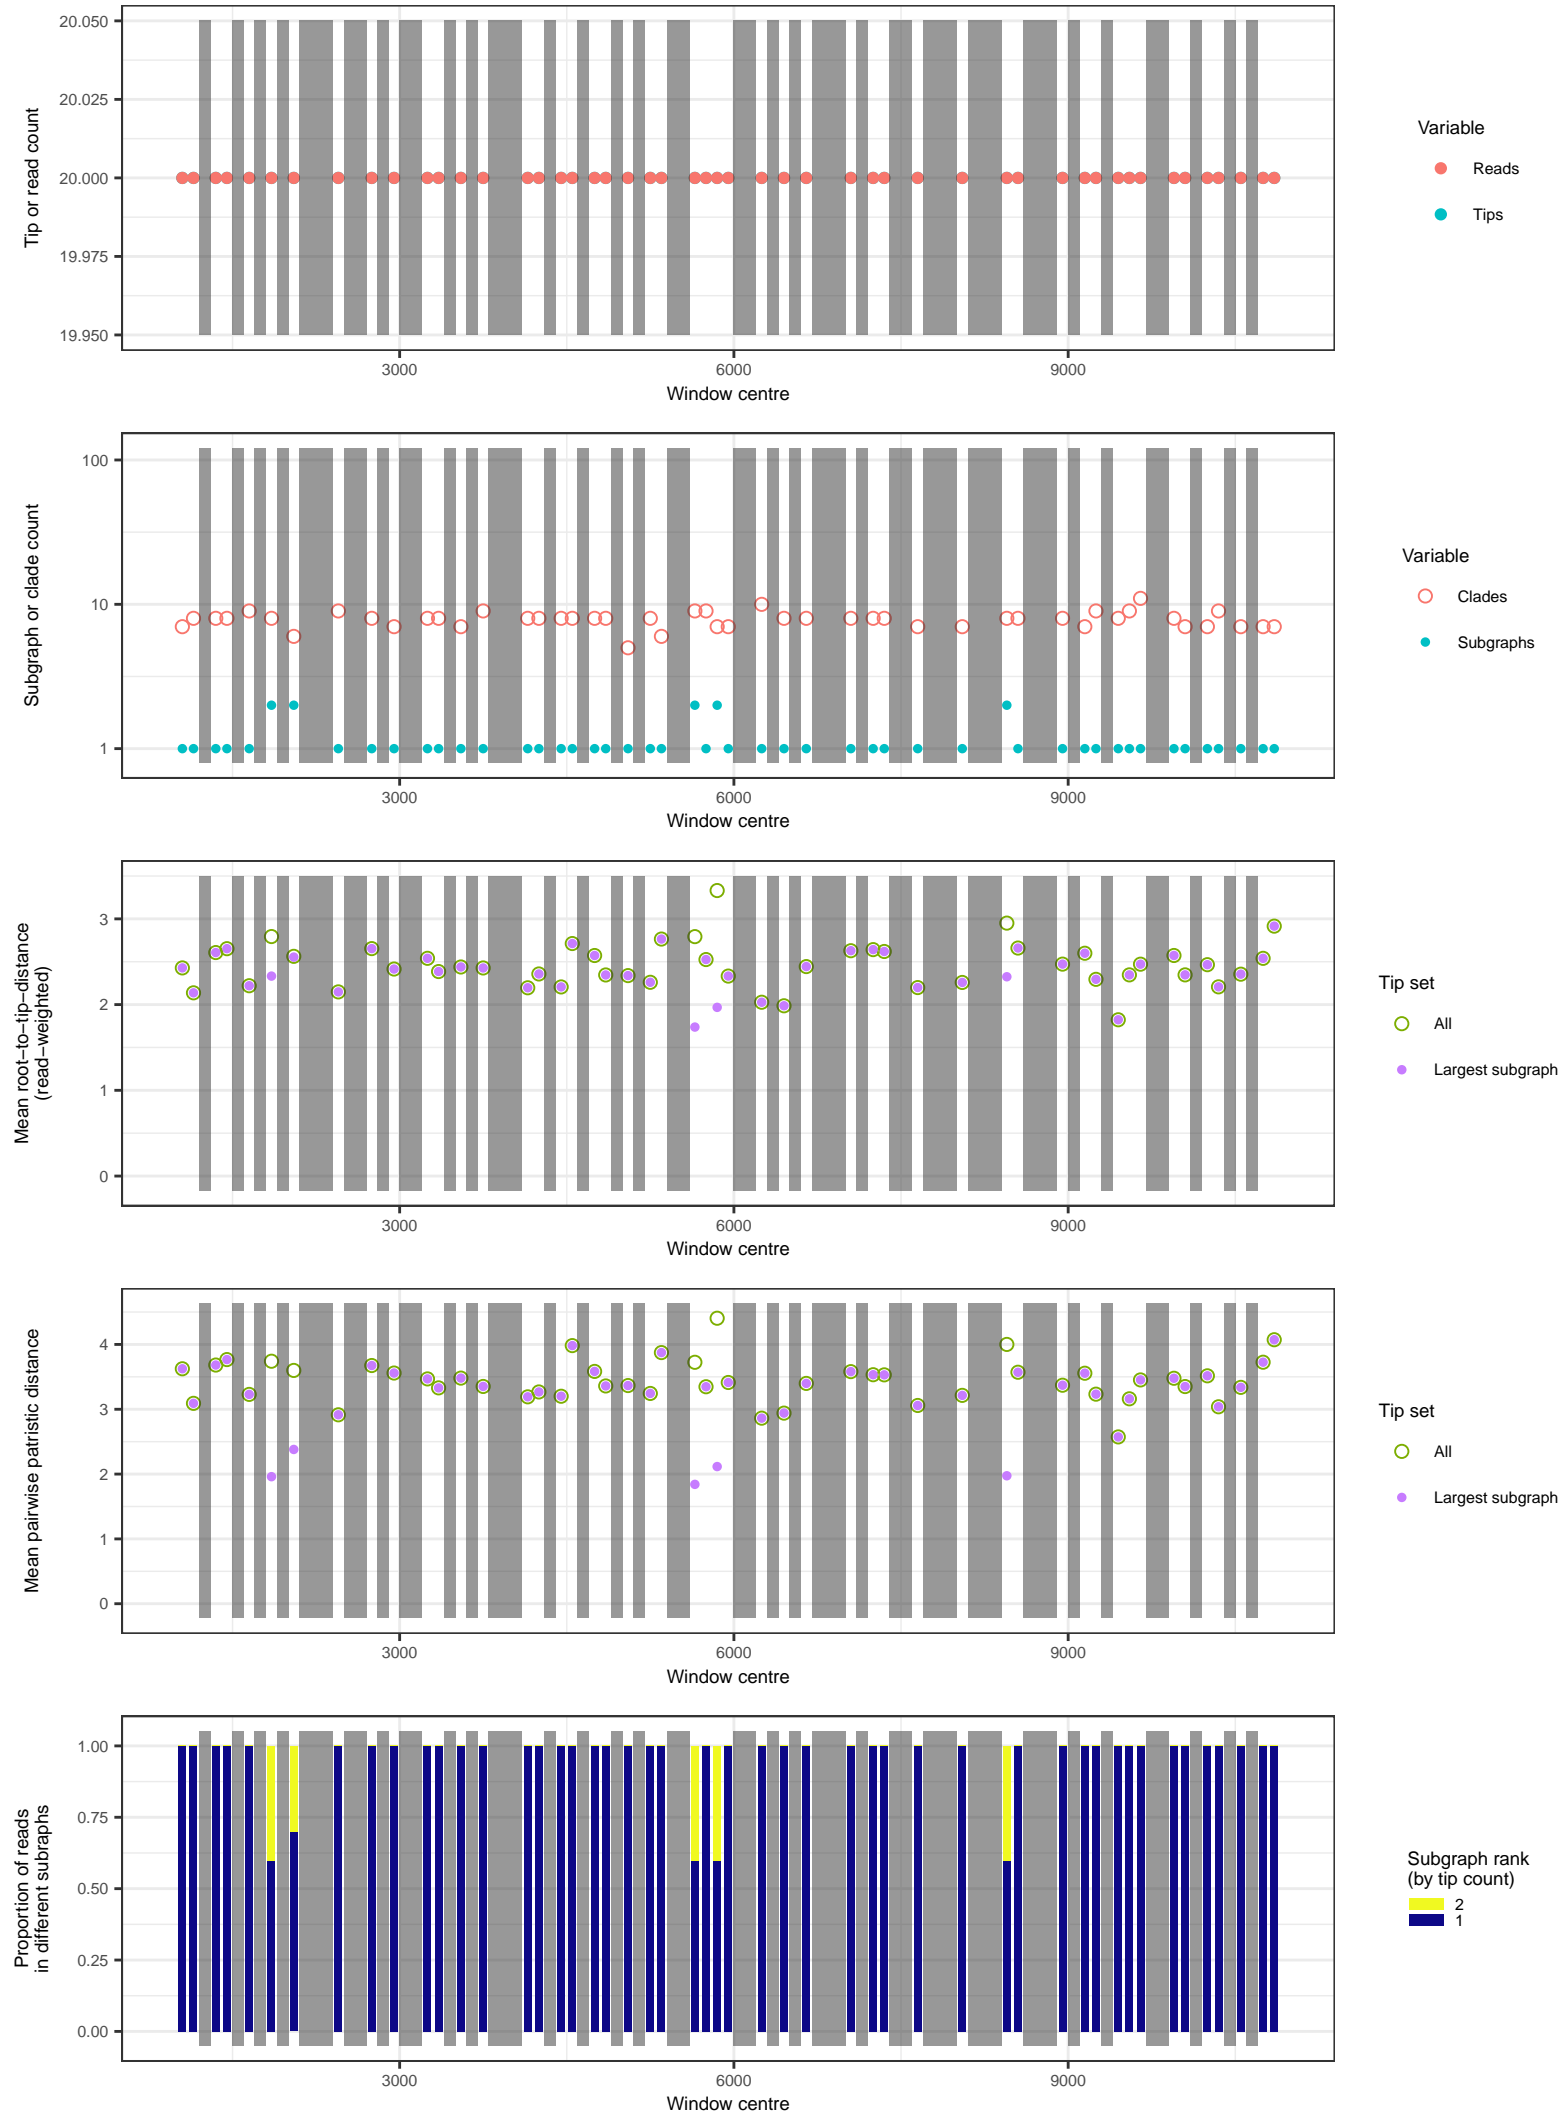 20.050
20.025
20.000
19.975
19.950
Tip or read count
3000
6000
9000
Window centre
Variable
Reads
Tips
100
10
1
Subgraph or clade count
3000
6000
9000
Window centre
Variable
Clades
Subgraphs
3
2
1
0
Mean root−to−tip−distance
(read−weighted)
3000
6000
9000
Window centre
Tip set
All
Largest subgraph
4
3
2
1
0
Mean pairwise patristic distance
3000
6000
9000
Window centre
Tip set
All
Largest subgraph
1.00
0.75
0.50
0.25
0.00
Proportion of reads
in different subraphs
3000
6000
9000
Window centre
Subgraph rank
(by tip count)
2
1